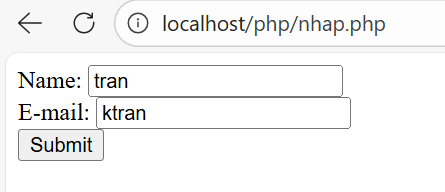 localhost/php/nhap.php
Name: tran
E-mail: ktran
Submit